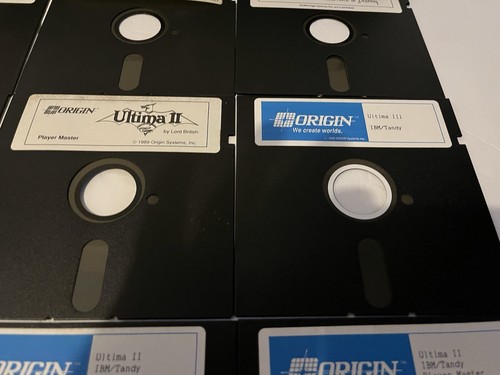 ORIGIN
Ultima II
by Lord British
Player Master
© 1989 Origin Systems, Inc.
ORIGIN
We create worlds.
Ultima III
IBM/Tandy
ORIGIN
Ultima II
IBM/Tandy
ORIGIN
Ultima II
IBM/Tandy
Player Master